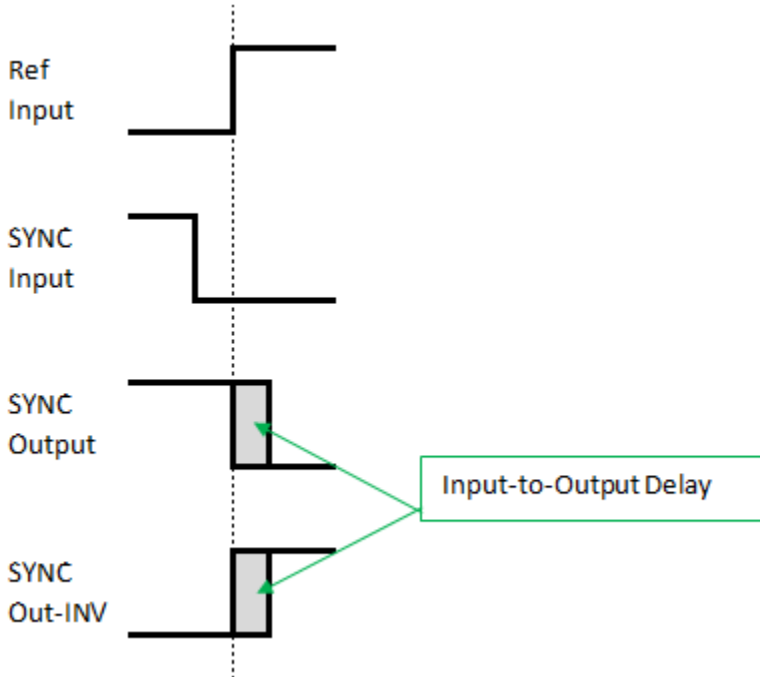 Ref
Input
SYNC
Input
SYNC
Output
Input-to-Output Delay
SYNC
Out-INV